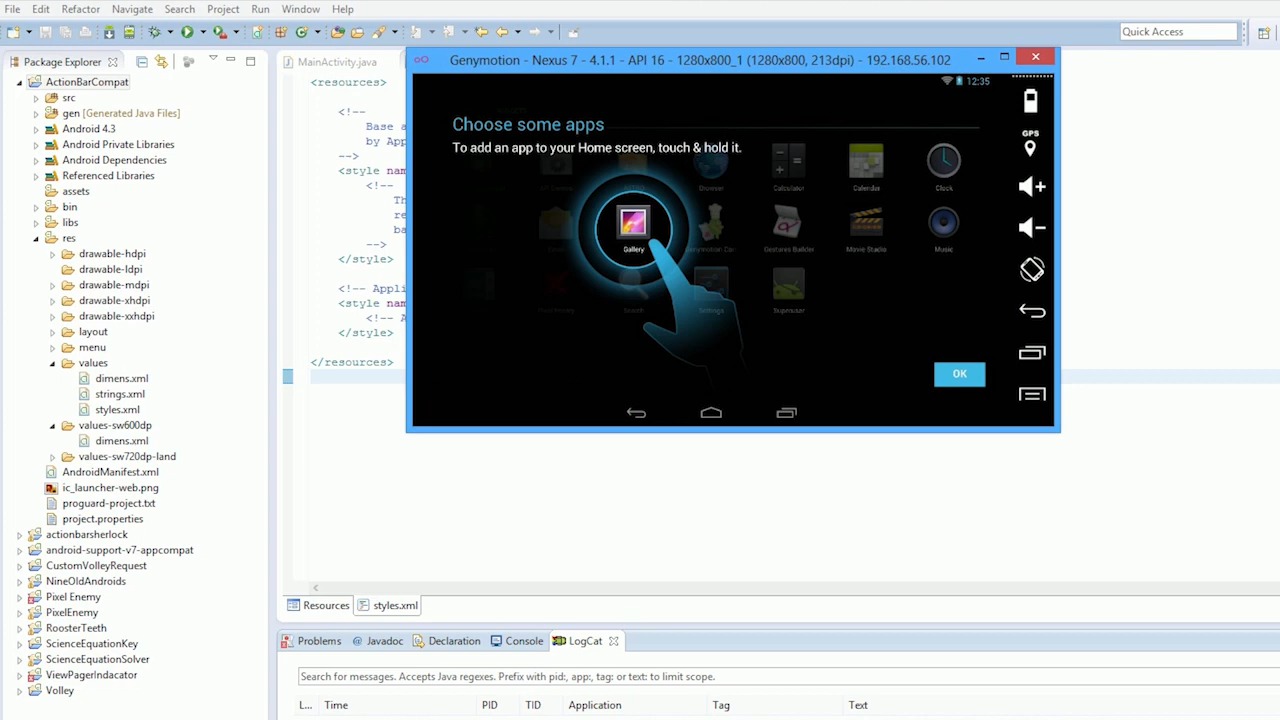 File Edit Refactor Navigate Search Project Run Window Help
Quick Access
Package Explorer
ActionBarCompat
src
gen [Generated Java Files]
Android 4.3
Android Private Libraries
Android Dependencies
Referenced Libraries
assets
bin
libs
res
drawable-hdpi
drawable-ldpi
drawable-mdpi
drawable-xhdpi
drawable-xxhdpi
layout
menu
values
dimens.xml
strings.xml
styles.xml
values-sw600dp
dimens.xml
values-sw720dp-land
AndroidManifest.xml
ic_launcher-web.png
proguard-project.txt
project.properties
actionbarsherlock
android-support-v7-appcompat
CustomVolleyRequest
NineOldAndroids
Pixel Enemy
PixelEnemy
RoosterTeeth
ScienceEquationKey
ScienceEquationSolver
ViewPagerIndacator
Volley
MainActivity.java
<resources>
<!--
Base a
by App
-->
<style nam
<!--
Th
re
ba
-->
</style>
<!-- Appli
<style nam
<!-- A
</style>
</resources>
Genymotion - Nexus 7 - 4.1.1 - API 16 - 1280x800_1 (1280x800, 213dpi) - 192.168.56.102
12:35
Choose some apps
To add an app to your Home screen, touch & hold it.
Browser Calculator Calendar Clock
Gallery Gestures Builder Movie Studio Music
Search Settings Superuser
OK
GPS
Resources styles.xml
Problems @ Javadoc Declaration Console LogCat
Search for messages. Accepts Java regexes. Prefix with pid:, app:, tag: or text: to limit scope.
L... Time PID TID Application Tag Text